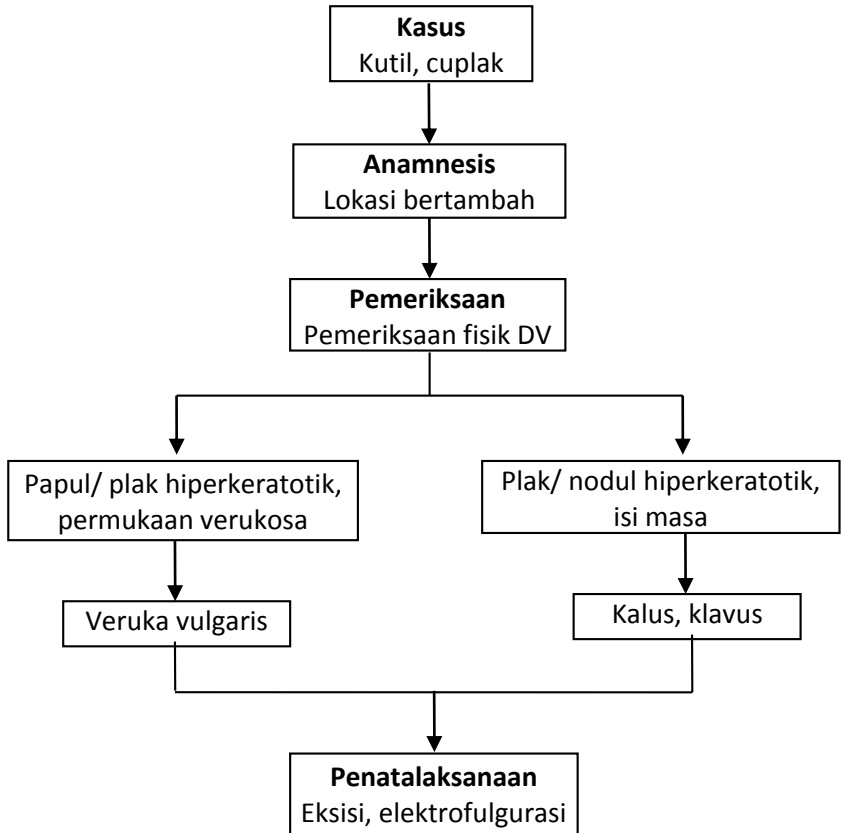 Kasus
Kutil, cuplak
Anamnesis
Lokasi bertambah
Pemeriksaan
Pemeriksaan fisik DV
Papul/ plak hiperkeratotik,
permukaan verukosa
Plak/ nodul hiperkeratotik,
isi masa
Veruka vulgaris
Kalus, klavus
Penatalaksanaan
Eksisi, elektrofulgurasi